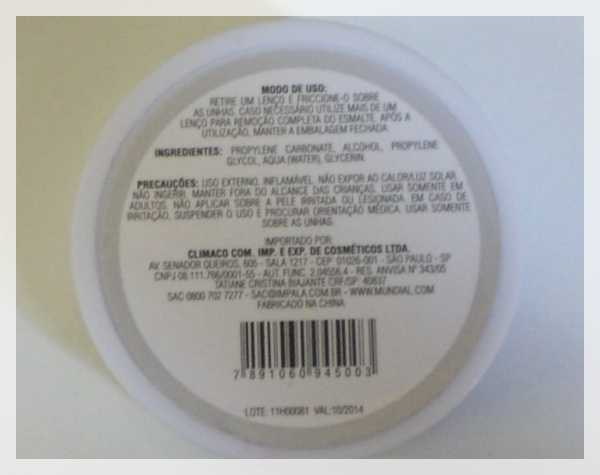 MODO DE USO:
RETIRE UM LENÇO E FRICCIONE-O SOBRE
AS UNHAS. CASO NECESSÁRIO UTILIZE MAIS DE UM
LENÇO PARA REMOÇÃO COMPLETA DO ESMALTE. APÓS A
UTILIZAÇÃO, MANTER A EMBALAGEM FECHADA.
INGREDIENTES: PROPYLENE CARBONATE, ALCOHOL, PROPYLENE
GLYCOL, AQUA (WATER), GLYCERIN.
PRECAUÇÕES: USO EXTERNO. INFLAMÁVEL. NÃO EXPOR AO CALOR/LUZ SOLAR.
NÃO INGERIR. MANTER FORA DO ALCANCE DAS CRIANÇAS. USAR SOMENTE EM
ADULTOS. NÃO APLICAR SOBRE A PELE IRRITADA OU LESIONADA. EM CASO DE
IRRITAÇÃO, SUSPENDER O USO E PROCURAR ORIENTAÇÃO MÉDICA. USAR SOMENTE
SOBRE AS UNHAS.
IMPORTADO POR:
CLIMACO COM. IMP. E EXP. DE COSMÉTICOS LTDA.
AV. SENADOR QUEIROS, 605 - SALA 1217 - CEP: 01026-001 - SÃO PAULO - SP
CNPJ 08.111.766/0001-55 - AUT. FUNC. 2.04556.4 - RES. ANVISA Nº 343/05
TATIANE CRISTINA BIAJANTE CRF/SP: 40837
SAC 0800 702 7277 - SAC@IMPALA.COM.BR - WWW.MUNDIAL.COM
FABRICADO NA CHINA
7 891060 945003
LOTE: 11H00081 VAL:10/2014